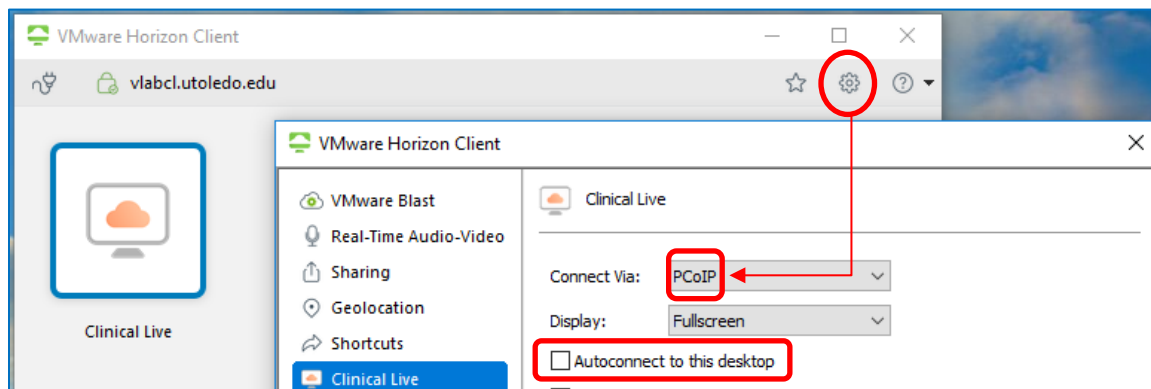 VMware Horizon Client
vlabcl.utoledo.edu
Clinical Live
VMware Horizon Client
VMware Blast
Real-Time Audio-Video
Sharing
Geolocation
Shortcuts
Clinical Live
Clinical Live
Connect Via: PCoIP
Display: Fullscreen
Autoconnect to this desktop